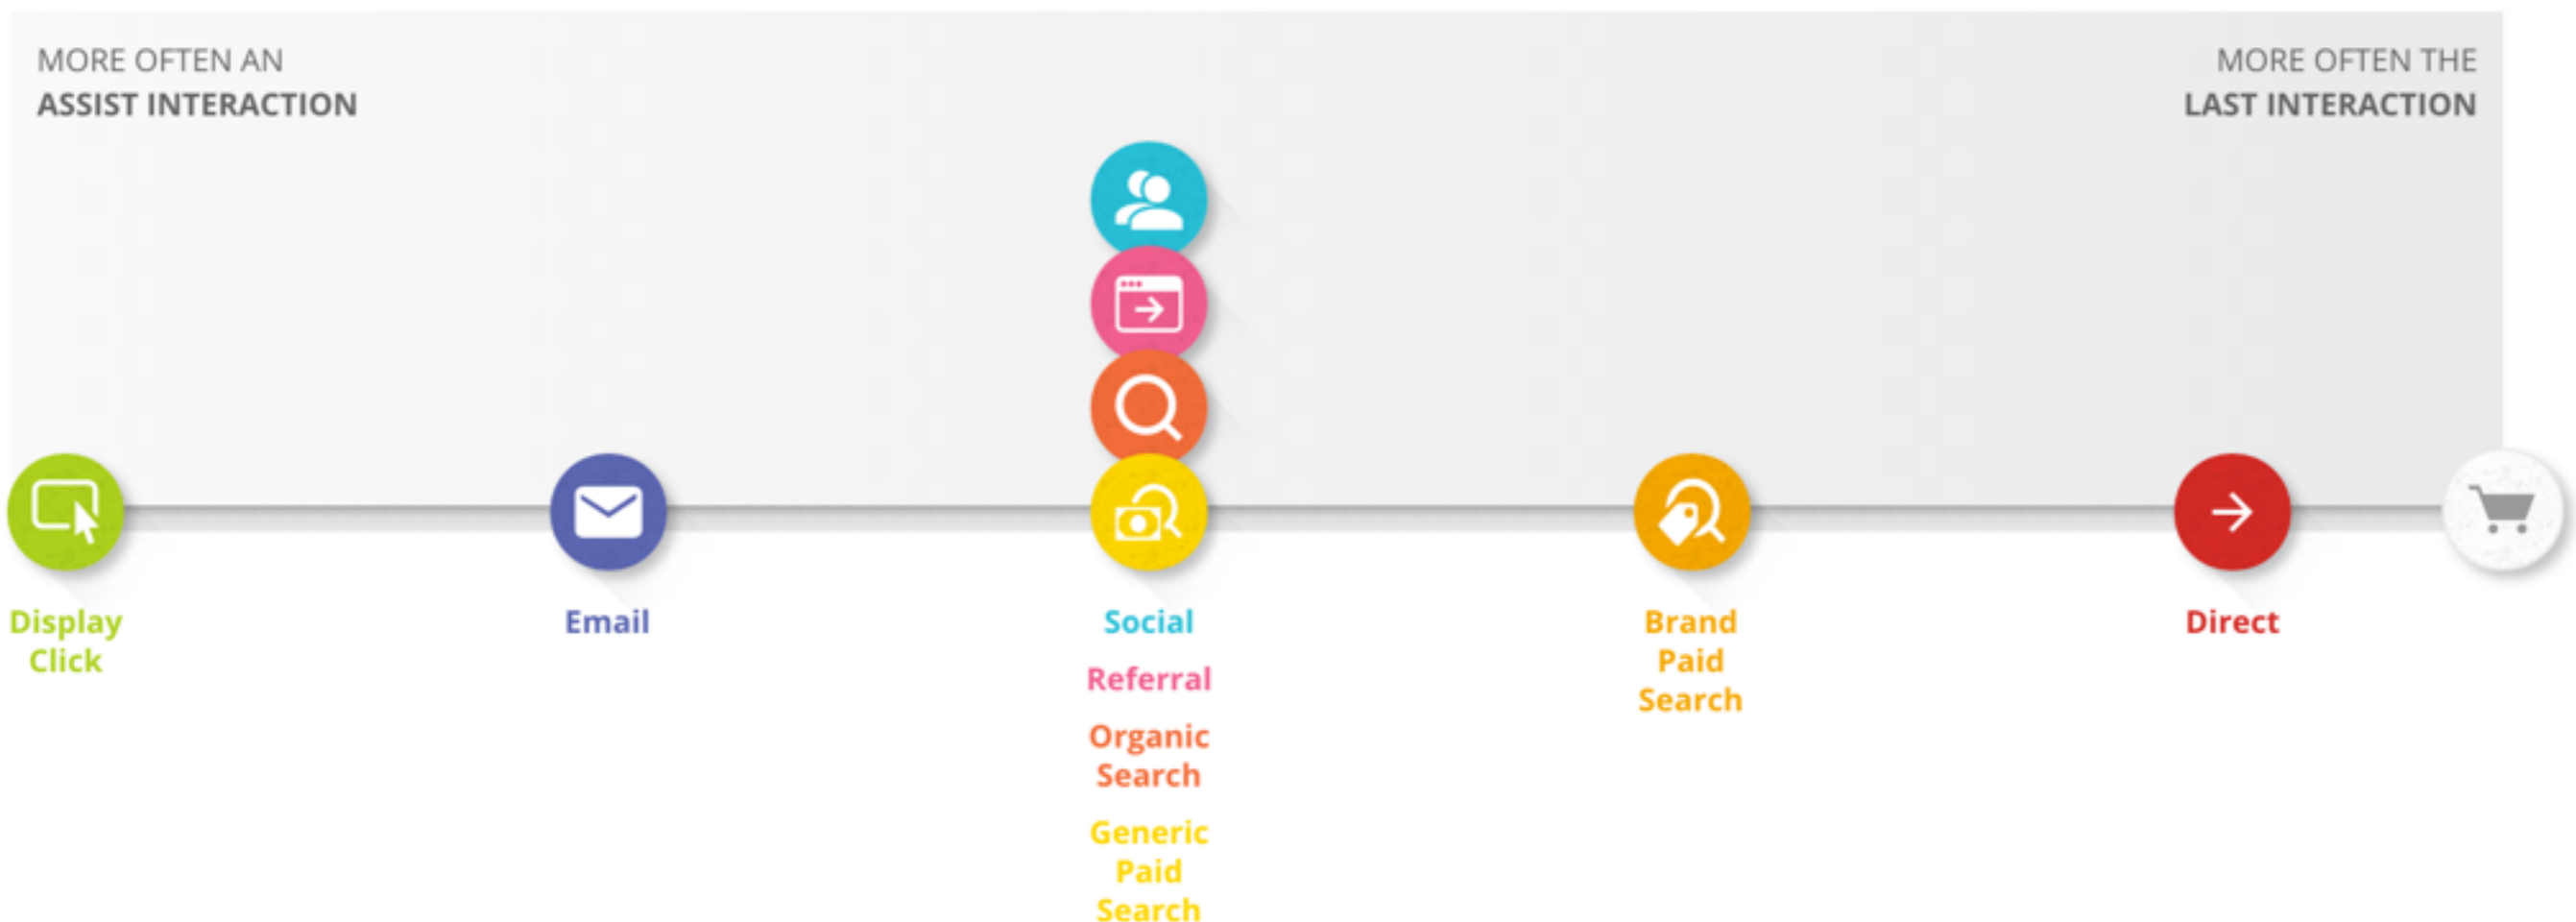 MORE OFTEN AN
ASSIST INTERACTION
MORE OFTEN THE
LAST INTERACTION
Display
Click
Email
Social
Referral
Organic
Search
Generic
Paid
Search
Brand
Paid
Search
Direct